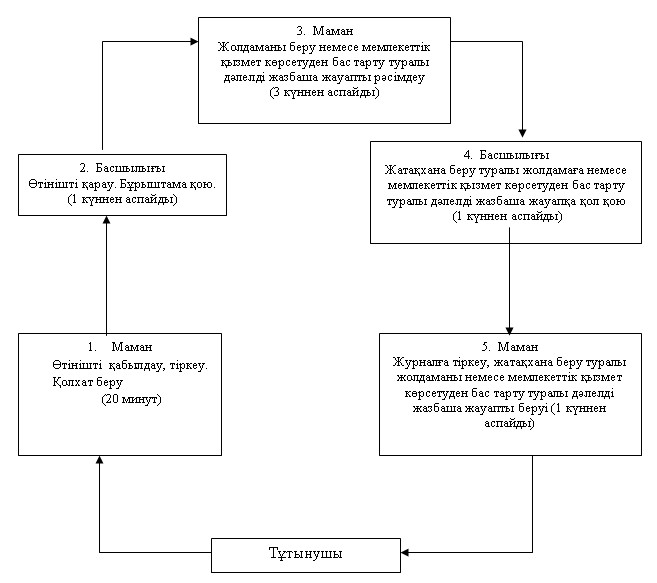 3. Маман
Жолдаманы беру немесе мемлекеттік
қызмет көрсетуден бас тарту туралы
дәлелді жазбаша жауапты рәсімдеу
(3 күннен аспайды)
2. Басшылығы
Өтінішті қарау. Бұрыштама қою.
(1 күннен аспайды)
4. Басшылығы
Жатақхана беру туралы жолдамаға немесе
мемлекеттік қызмет көрсетуден бас тарту
туралы дәлелді жазбаша жауапқа қол қою
(1 күннен аспайды)
1. Маман
Өтінішті қабылдау, тіркеу.
Қолхат беру
(20 минут)
5. Маман
Журналға тіркеу, жатақхана беру туралы
жолдаманы немесе мемлекеттік қызмет
көрсетуден бас тарту туралы дәлелді
жазбаша жауапты беруі (1 күннен
аспайды)
Тұтынушы